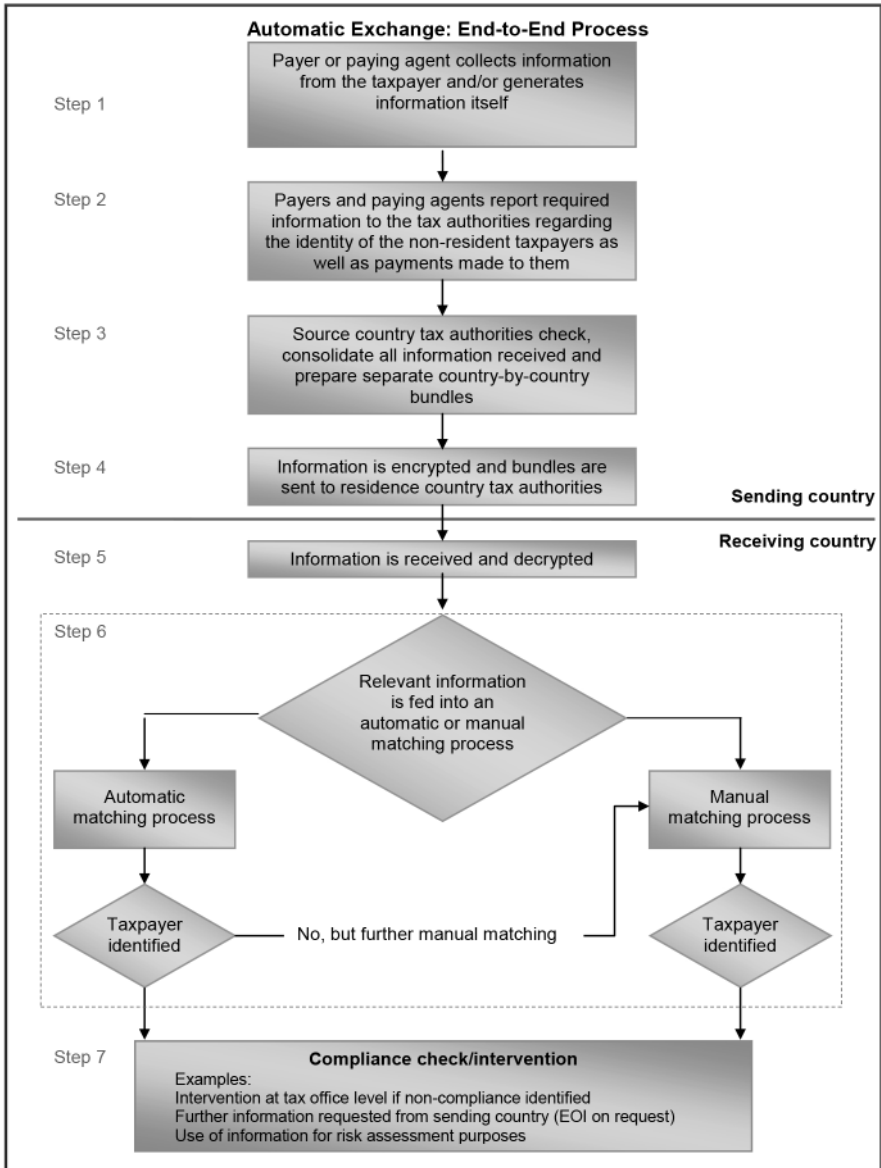 Automatic Exchange: End-to-End Process
Step 1
Payer or paying agent collects information
from the taxpayer and/or generates
information itself
Step 2
Payers and paying agents report required
information to the tax authorities regarding
the identity of the non-resident taxpayers as
well as payments made to them
Step 3
Source country tax authorities check,
consolidate all information received and
prepare separate country-by-country
bundles
Step 4
Information is encrypted and bundles are
sent to residence country tax authorities
Sending country
Receiving country
Step 5
Information is received and decrypted
Step 6
Relevant information
is fed into an
automatic or manual
matching process
Automatic
matching process
Manual
matching process
Taxpayer
identified
No, but further manual matching
Taxpayer
identified
Step 7
Compliance check/intervention
Examples:
Intervention at tax office level if non-compliance identified
Further information requested from sending country (EOI on request)
Use of information for risk assessment purposes